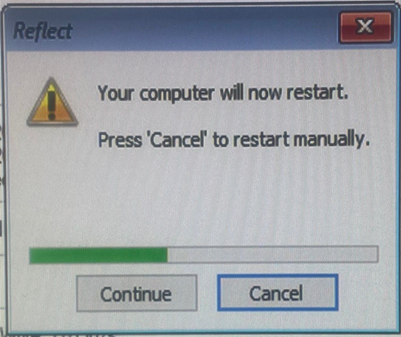 Reflect
Your computer will now restart.
Press 'Cancel' to restart manually.
Continue
Cancel